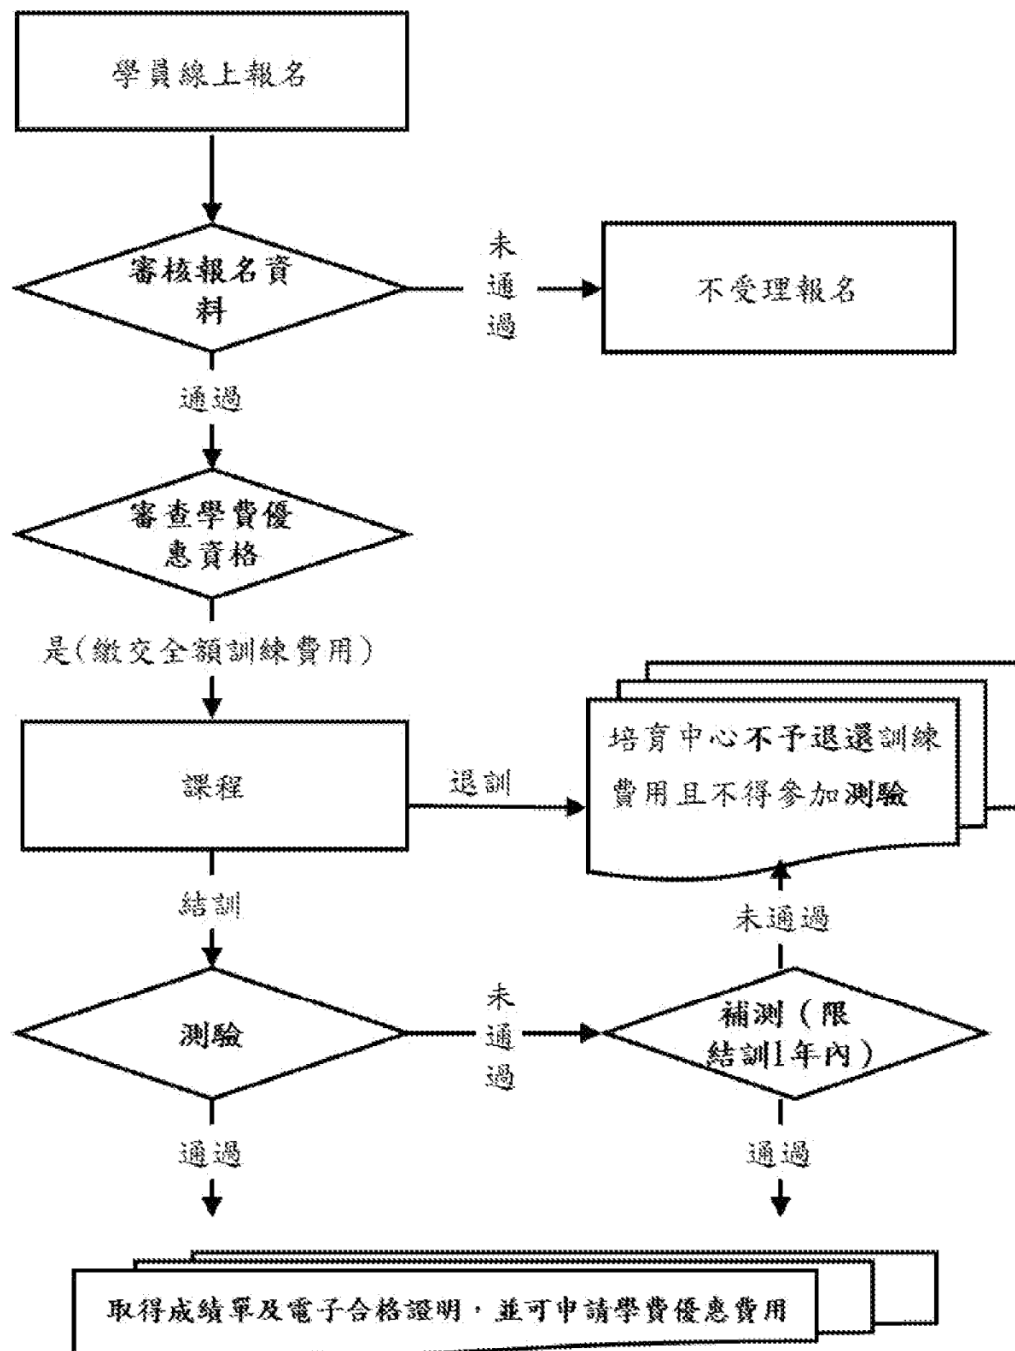 學員線上報名
審核報名資
料
未
通
過
不受理報名
通過
審查學費優
惠資格
是(繳交全額訓練費用)
課程
退訓
培育中心不予退還訓練
費用且不得參加測驗
結訓
未通過
測驗
未
通
過
補測(限
結訓1年內)
通過
通過
取得成績單及電子合格證明，並可申請學費優惠費用